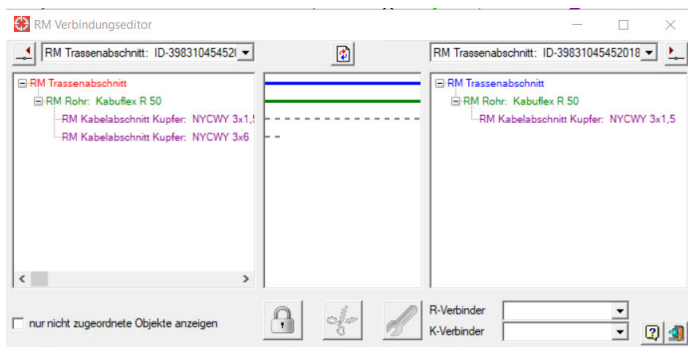 RM Verbindungseditor
RM Trassenabschnitt: ID-3983104545201
RM Trassenabschnitt: ID-39831045452018
RM Trassenabschnitt
RM Rohr: Kabuflex R 50
RM Kabelabschnitt Kupfer: NYCWY 3x1,5
RM Kabelabschnitt Kupfer: NYCWY 3x6
RM Trassenabschnitt
RM Rohr: Kabuflex R 50
RM Kabelabschnitt Kupfer: NYCWY 3x1,5
nur nicht zugeordnete Objekte anzeigen
R-Verbinder
K-Verbinder